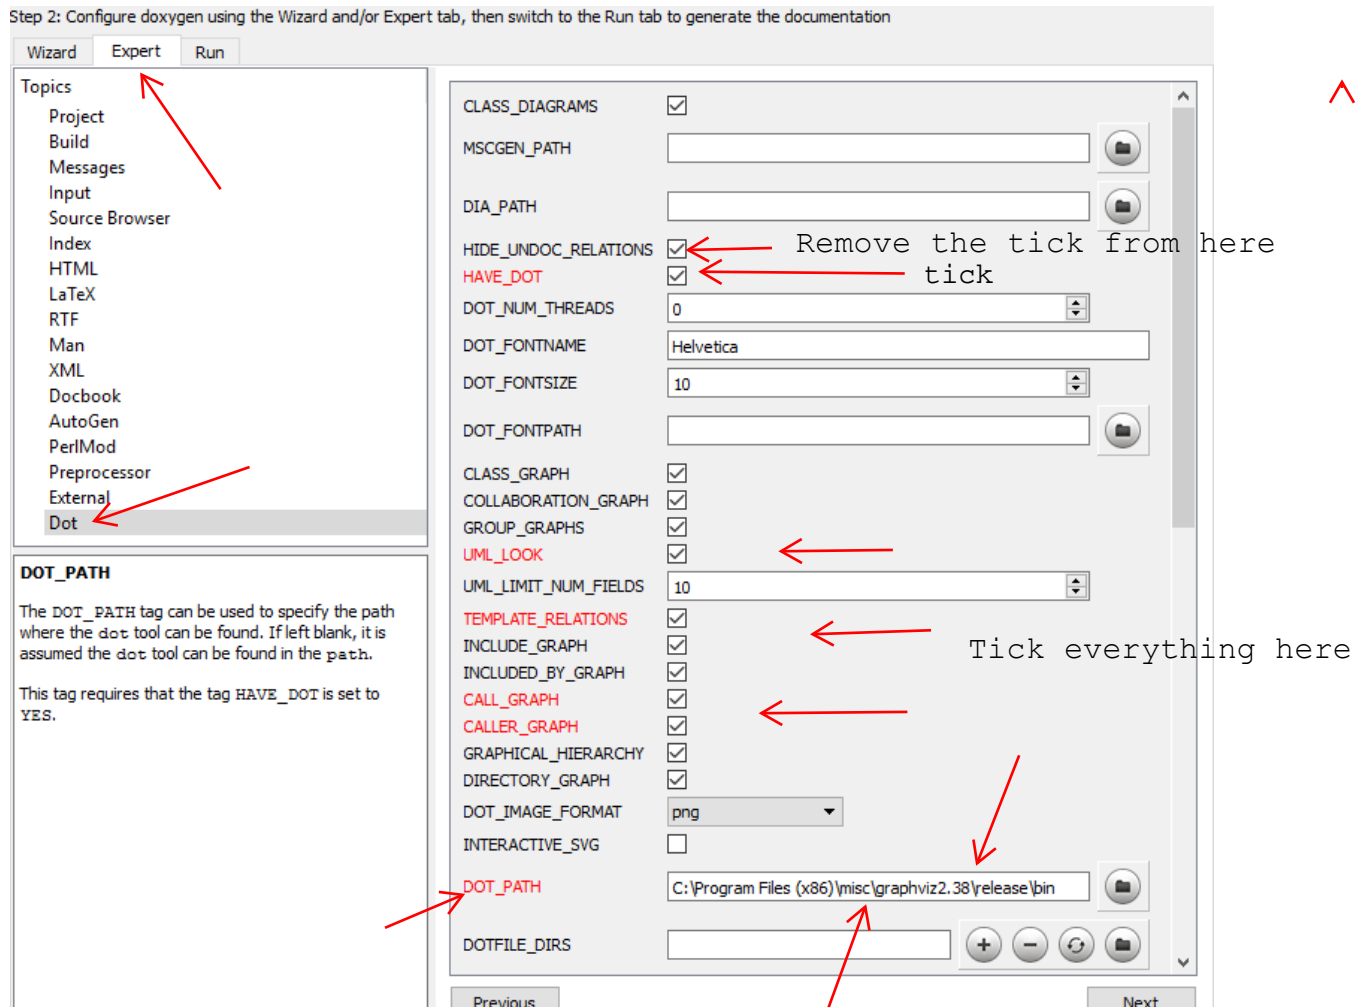 Step 2: Configure doxygen using the Wizard and/or Expert tab, then switch to the Run tab to generate the documentation
Wizard Expert Run
Topics
Project
Build
Messages
Input
Source Browser
Index
HTML
LaTeX
RTF
Man
XML
Docbook
AutoGen
PerlMod
Preprocessor
External
Dot
DOT_PATH
The DOT_PATH tag can be used to specify the path
where the dot tool can be found. If left blank, it is
assumed the dot tool can be found in the path.
This tag requires that the tag HAVE_DOT is set to
YES.
CLASS_DIAGRAMS
MSCGEN_PATH
DIA_PATH
HIDE_UNDOC_RELATIONS Remove the tick from here
HAVE_DOT tick
DOT_NUM_THREADS 0
DOT_FONTNAME Helvetica
DOT_FONTSIZE 10
DOT_FONTPATH
CLASS_GRAPH
COLLABORATION_GRAPH
GROUP_GRAPHS
UML_LOOK
UML_LIMIT_NUM_FIELDS 10
TEMPLATE_RELATIONS
INCLUDE_GRAPH Tick everything here
INCLUDED_BY_GRAPH
CALL_GRAPH
CALLER_GRAPH
GRAPHICAL_HIERARCHY
DIRECTORY_GRAPH
DOT_IMAGE_FORMAT png
INTERACTIVE_SVG
DOT_PATH C:\Program Files (x86)\misc\graphviz2.38\release\bin
DOTFILE_DIRS
Previous Next